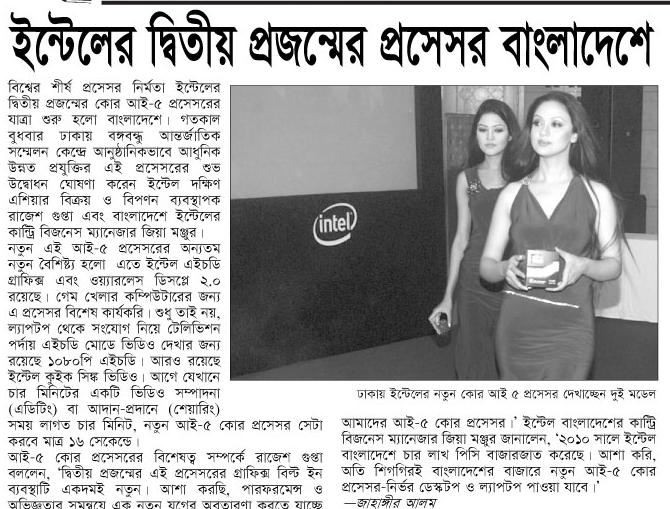 ইন্টেলের দ্বিতীয় প্রজন্মের প্রসেসর বাংলাদেশে
বিশ্বের শীর্ষ প্রসেসর নির্মতা ইন্টেলের
দ্বিতীয় প্রজন্মের কোর আই-৫ প্রসেসরের
যাত্রা শুরু হলো বাংলাদেশে। গতকাল
বুধবার ঢাকায় বঙ্গবন্ধু আন্তর্জাতিক
সম্মেলন কেন্দ্রে আনুষ্ঠানিকভাবে আধুনিক
উন্নত প্রযুক্তির এই প্রসেসরের শুভ
উদ্বোধন ঘোষণা করেন ইন্টেল দক্ষিণ
এশিয়ার বিক্রয় ও বিপণন ব্যবস্থাপক
রাজেশ গুপ্তা এবং বাংলাদেশে ইন্টেলের
কান্ট্রি বিজনেস ম্যানেজার জিয়া মঞ্জুর।
নতুন এই আই-৫ প্রসেসরের অন্যতম
নতুন বৈশিষ্ট্য হলো এতে ইন্টেল এইচডি
গ্রাফিক্স এবং ওয়্যারলেস ডিসপ্লে ২.০
রয়েছে। গেম খেলার কম্পিউটারের জন্য
এ প্রসেসর বিশেষ কার্যকরি। শুধু তাই নয়,
ল্যাপটপ থেকে সংযোগ নিয়ে টেলিভিশন
পর্দায় এইচডি মোডে ভিডিও দেখার জন্য
রয়েছে ১০৮০পি এইচডি। আরও রয়েছে
ইন্টেল কুইক সিঙ্ক ভিডিও। আগে যেখানে
চার মিনিটের একটি ভিডিও সম্পাদনা
(এডিটিং) বা আদান-প্রদানে (শেয়ারিং)
সময় লাগত চার মিনিট, নতুন আই-৫ কোর প্রসেসর সেটা
করবে মাত্র ১৬ সেকেন্ডে।
আই-৫ কোর প্রসেসরের বিশেষত্ব সম্পর্কে রাজেশ গুপ্তা
বললেন, ‘দ্বিতীয় প্রজন্মের এই প্রসেসরের গ্রাফিক্স বিল্ট ইন
ব্যবস্থাটি একদমই নতুন। আশা করছি, পারফরমেন্স ও
অভিজ্ঞতার সমন্বয়ে এক নতুন যুগের অবতারণা করতে যাচ্ছে
intel
ঢাকায় ইন্টেলের নতুন কোর আই ৫ প্রসেসর দেখাচ্ছেন দুই মডেল
আমাদের আই-৫ কোর প্রসেসর।’ ইন্টেল বাংলাদেশের কান্ট্রি
বিজনেস ম্যানেজার জিয়া মঞ্জুর জানালেন, ‘২০১০ সালে ইন্টেল
বাংলাদেশে চার লাখ পিসি বাজারজাত করেছে। আশা করি,
অতি শিগগিরই বাংলাদেশের বাজারে নতুন আই-৫ কোর
প্রসেসর-নির্ভর ডেস্কটপ ও ল্যাপটপ পাওয়া যাবে।’
—জাহাঙ্গীর আলম